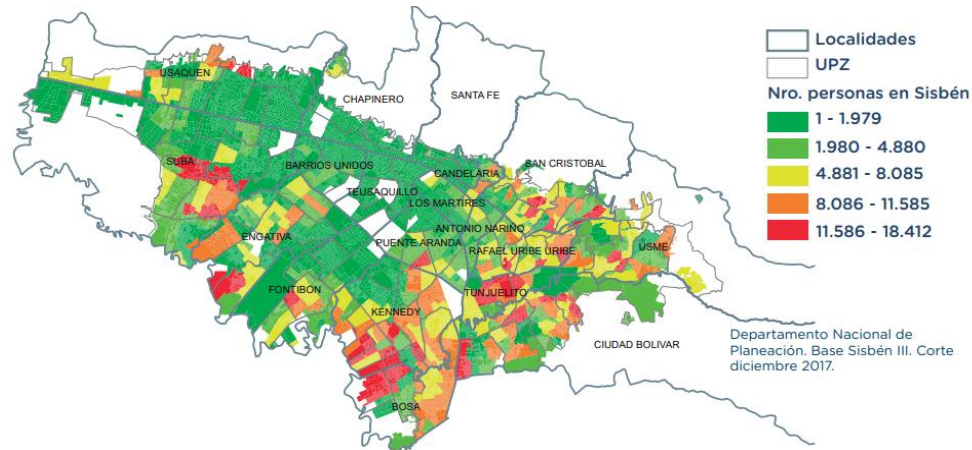 Localidades
UPZ
Nro. personas en Sisbén
1 - 1.979
1.980 - 4.880
4.881 - 8.085
8.086 - 11.585
11.586 - 18.412
USAQUEN
CHAPINERO
SANTA FE
SUBA
BARRIOS UNIDOS
CANDELARIA
SAN CRISTOBAL
TEUSAQUILLO
LOS MARTIRES
ENGATIVA
ANTONIO NARIÑO
PUENTE ARANDA
RAFAEL URIBE URIBE
USME
FONTIBON
TUNJUELITO
KENNEDY
CIUDAD BOLIVAR
BOSA
Departamento Nacional de
Planeación. Base Sisbén III. Corte
diciembre 2017.